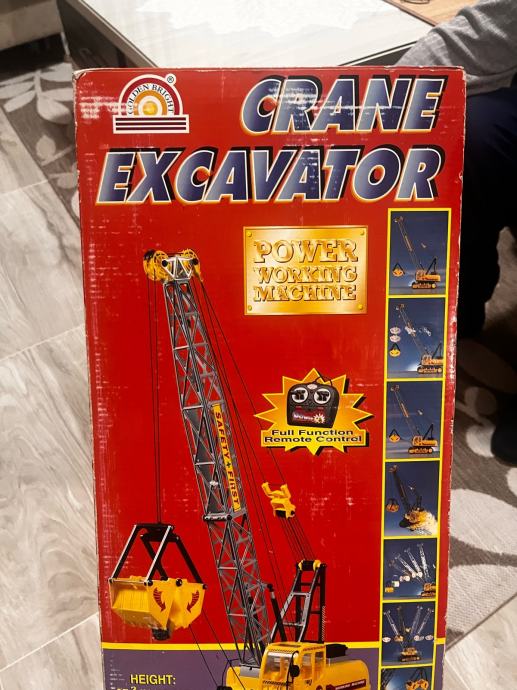 GOLDEN BRIGHT ®
CRANE
EXCAVATOR
POWER
WORKING
MACHINE
Full Function
Remote Control
SAFETY FIRST
HEIGHT: